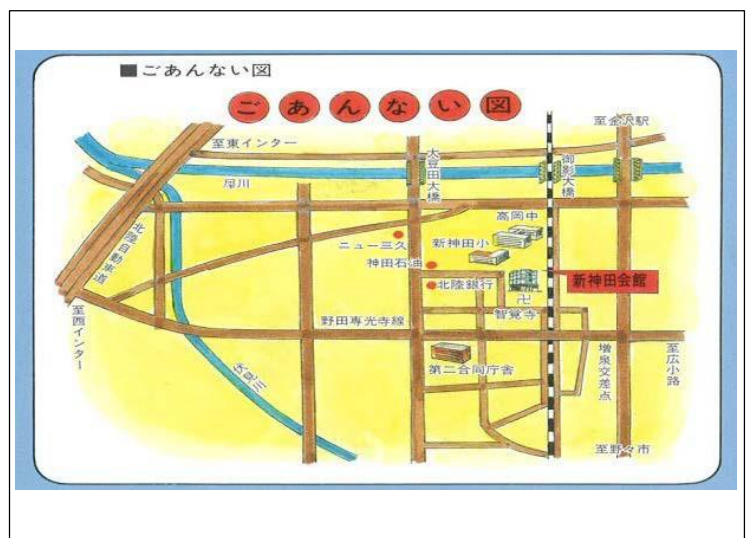 ■ごあんない図
ごあんない図
至金沢駅
至東インター
犀川
大豆田大橋
御影大橋
高岡中
ニュー三久
新神田小
神田石油
北陸自動車道
北陸銀行
新神田会館
卍
智覚寺
至西インター
野田専光寺線
第二合同庁舎
伏見川
増泉交差点
至広小路
至野々市